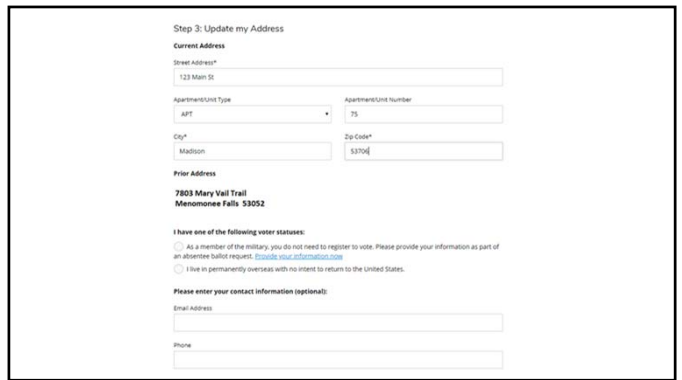 Step 3: Update my Address
Current Address
Street Address*
123 Main St
Apartment/Unit Type
Apartment/Unit Number
APT
75
City*
Zip Code*
Madison
53706
Prior Address
7803 Mary Vail Trail
Menomonee Falls 53052
I have one of the following voter statuses:
As a member of the military, you do not need to register to vote. Please provide your information as part of
an absentee ballot request. Provide your information now
I live in permanently overseas with no intent to return to the United States.
Please enter your contact information (optional):
Email Address
Phone